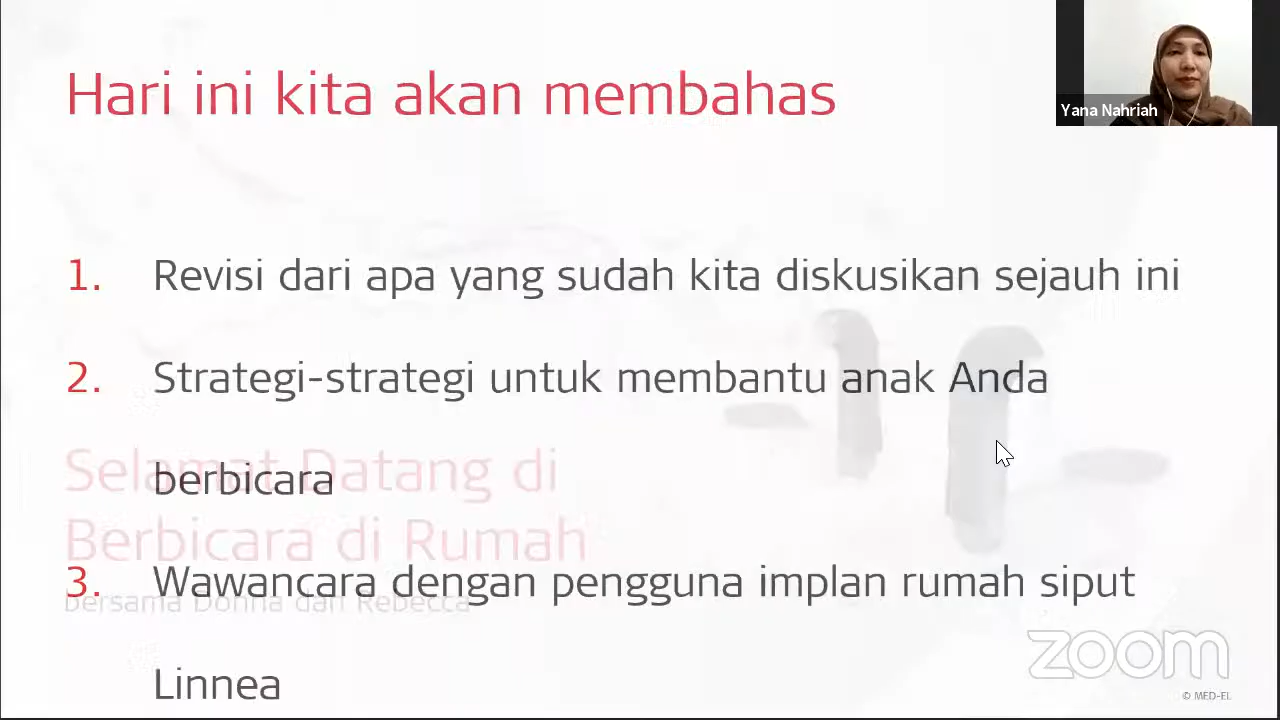 Hari ini kita akan membahas
Yana Nahriah
1. Revisi dari apa yang sudah kita diskusikan sejauh ini
2. Strategi-strategi untuk membantu anak Anda
berbicara
Selamat Datang di
Berbicara di Rumah
3. Wawancara dengan pengguna implan rumah siput
bersama Donna dan Rebecca
Linnea
zoom
© MED-EL